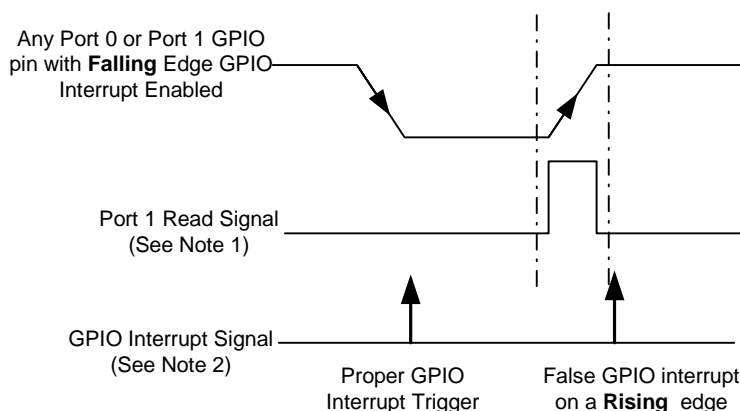 Any Port 0 or Port 1 GPIO
pin with Falling Edge GPIO
Interrupt Enabled
Port 1 Read Signal
(See Note 1)
GPIO Interrupt Signal
(See Note 2)
Proper GPIO
Interrupt Trigger
False GPIO interrupt
on a Rising edge